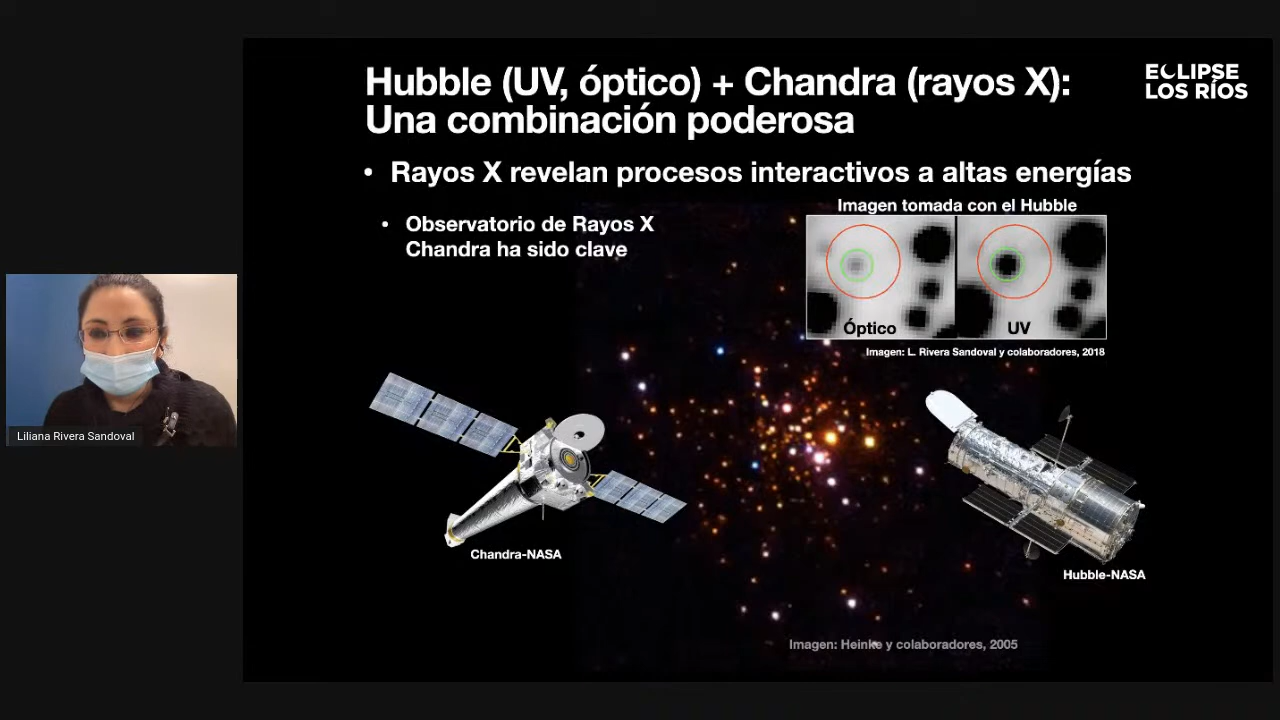 Hubble (UV, óptico) + Chandra (rayos X):
Una combinación poderosa
ECLIPSE
LOS RÍOS
• Rayos X revelan procesos interactivos a altas energías
• Observatorio de Rayos X
Chandra ha sido clave
Imagen tomada con el Hubble
Óptico
UV
Imagen: L. Rivera Sandoval y colaboradores, 2018
Liliana Rivera Sandoval
Chandra-NASA
Hubble-NASA
Imagen: Heinke y colaboradores, 2005